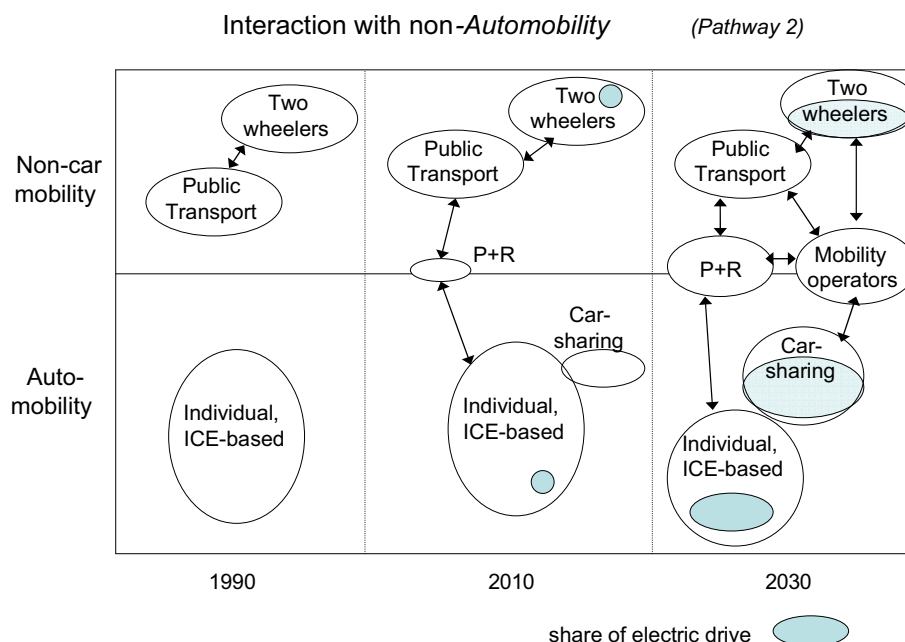 Interaction with non-Automobility (Pathway 2)
Non-car
mobility
Auto-
mobility
Two
wheelers
Public
Transport
Individual,
ICE-based
1990
Two
wheelers
Public
Transport
P+R
Car-
sharing
Individual,
ICE-based
2010
Two
wheelers
Public
Transport
P+R
Mobility
operators
Car-
sharing
Individual,
ICE-based
2030
share of electric drive